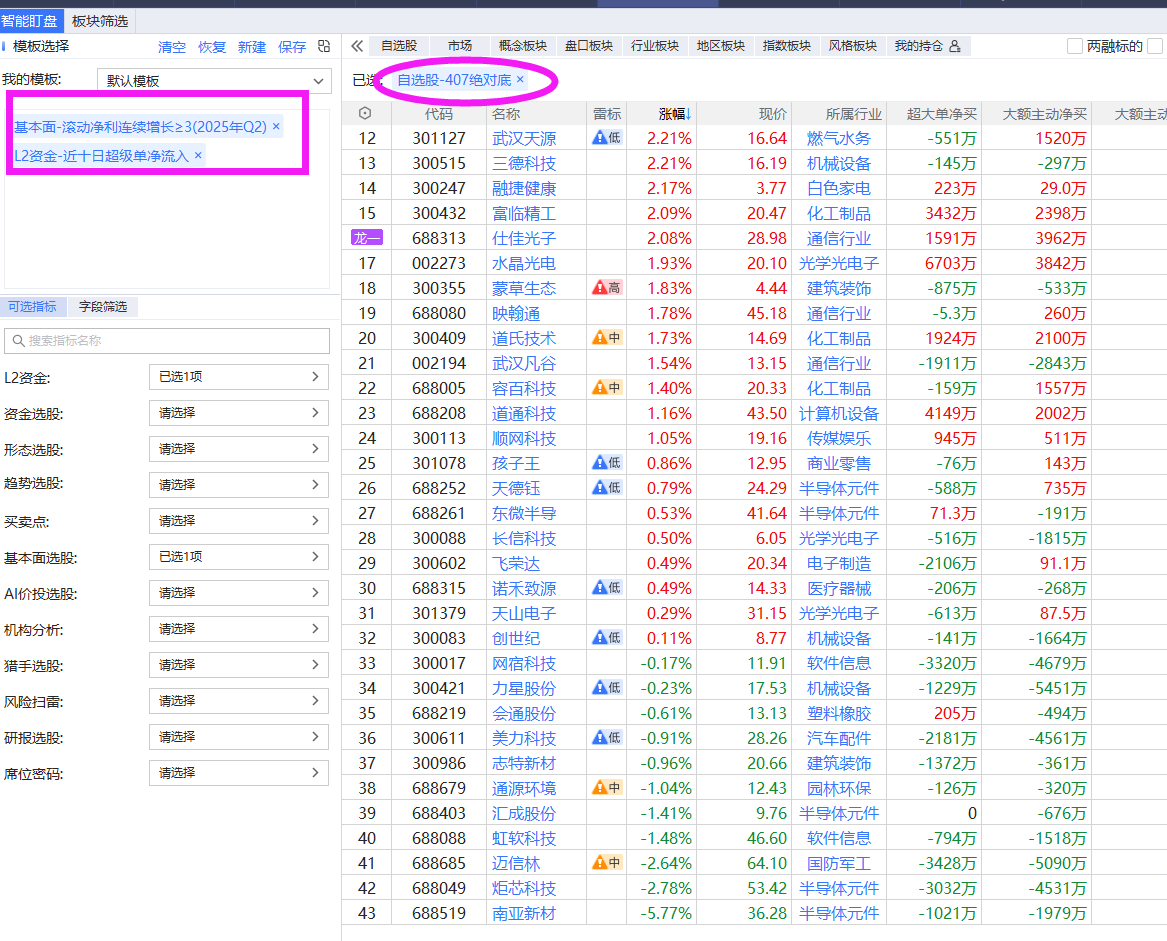 智能盯盘 板块筛选
模板选择 清空 恢复 新建 保存
自选股 市场 概念板块 盘口板块 行业板块 地区板块 指数板块 风格板块 我的持仓 两融标的
我的模板: 默认模板
已选: 自选股-407绝对底 ×
基本面-滚动净利连续增长≥3(2025年Q2) ×
L2资金-近十日超级单净流入 ×
可选指标 字段筛选
搜索指标名称
L2资金: 已选1项
资金选股: 请选择
形态选股: 请选择
趋势选股: 请选择
买卖点: 请选择
基本面选股: 已选1项
AI价投选股: 请选择
机构分析: 请选择
猎手选股: 请选择
风险扫雷: 请选择
研报选股: 请选择
席位密码: 请选择
代码 名称 雷标 涨幅↓ 现价 所属行业 超大单净买 大额主动净买 大额主动
12 301127 武汉天源 低 2.21% 16.64 燃气水务 -551万 1520万
13 300515 三德科技 2.21% 16.19 机械设备 -145万 -297万
14 300247 融捷健康 2.17% 3.77 白色家电 223万 29.0万
15 300432 富临精工 2.09% 20.47 化工制品 3432万 2398万
龙一 688313 仕佳光子 2.08% 28.98 通信行业 1591万 3962万
17 002273 水晶光电 1.93% 20.10 光学光电子 6703万 3842万
18 300355 蒙草生态 高 1.83% 4.44 建筑装饰 -875万 -533万
19 688080 映翰通 1.78% 45.18 通信行业 -5.3万 260万
20 300409 道氏技术 中 1.73% 14.69 化工制品 1924万 2100万
21 002194 武汉凡谷 1.54% 13.15 通信行业 -1911万 -2843万
22 688005 容百科技 中 1.40% 20.33 化工制品 -159万 1557万
23 688208 道通科技 1.16% 43.50 计算机设备 4149万 2002万
24 300113 顺网科技 1.05% 19.16 传媒娱乐 945万 511万
25 301078 孩子王 低 0.86% 12.95 商业零售 -76万 143万
26 688252 天德钰 低 0.79% 24.29 半导体元件 -588万 735万
27 688261 东微半导 0.53% 41.64 半导体元件 71.3万 -191万
28 300088 长信科技 0.50% 6.05 光学光电子 -516万 -1815万
29 300602 飞荣达 0.49% 20.34 电子制造 -2106万 91.1万
30 688315 诺禾致源 低 0.49% 14.33 医疗器械 -206万 -268万
31 301379 天山电子 0.29% 31.15 光学光电子 -613万 87.5万
32 300083 创世纪 低 0.11% 8.77 机械设备 -141万 -1664万
33 300017 网宿科技 -0.17% 11.91 软件信息 -3320万 -4679万
34 300421 力星股份 低 -0.23% 17.53 机械设备 -1229万 -5451万
35 688219 会通股份 -0.61% 13.13 塑料橡胶 205万 -494万
36 300611 美力科技 低 -0.91% 28.26 汽车配件 -2181万 -4561万
37 300986 志特新材 -0.96% 20.66 建筑装饰 -1372万 -361万
38 688679 通源环境 中 -1.04% 12.43 园林环保 -126万 -320万
39 688403 汇成股份 -1.41% 9.76 半导体元件 0 -676万
40 688088 虹软科技 -1.48% 46.60 软件信息 -794万 -1518万
41 688685 迈信林 中 -2.64% 64.10 国防军工 -3428万 -5090万
42 688049 炬芯科技 -2.78% 53.42 半导体元件 -3032万 -4531万
43 688519 南亚新材 -5.77% 36.28 半导体元件 -1021万 -1979万